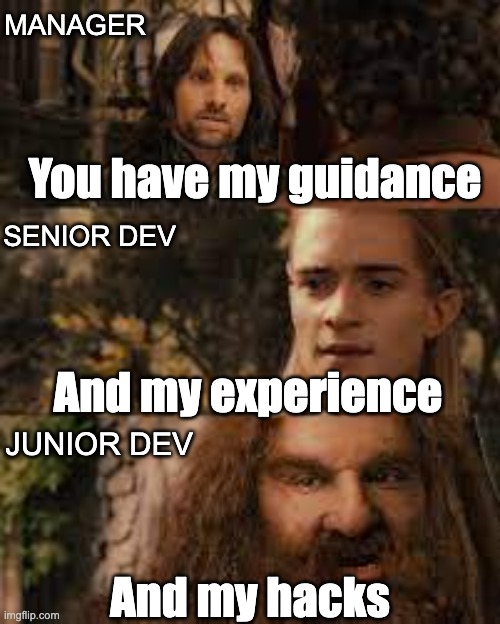 MANAGER
You have my guidance
SENIOR DEV
And my experience
JUNIOR DEV
And my hacks
imgflip.com